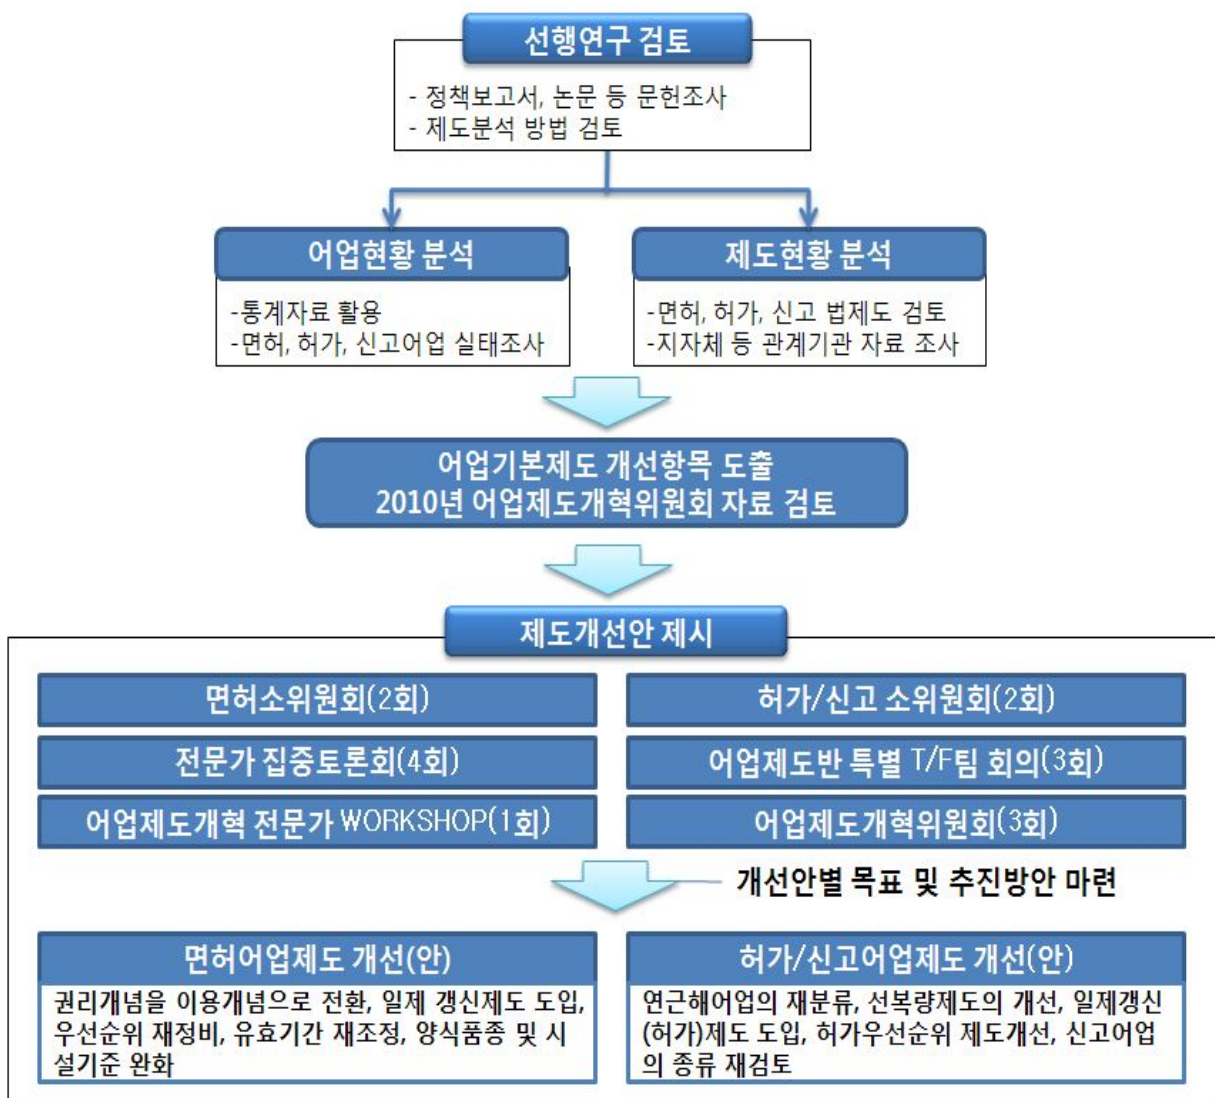 선행연구 검토
- 정책보고서, 논문 등 문헌조사
- 제도분석 방법 검토
어업현황 분석
-통계자료 활용
-면허, 허가, 신고어업 실태조사
제도현황 분석
-면허, 허가, 신고 법제도 검토
-지자체 등 관계기관 자료 조사
어업기본제도 개선항목 도출
2010년 어업제도개혁위원회 자료 검토
제도개선안 제시
면허소위원회(2회)
허가/신고 소위원회(2회)
전문가 집중토론회(4회)
어업제도반 특별 T/F팀 회의(3회)
어업제도개혁 전문가 WORKSHOP(1회)
어업제도개혁위원회(3회)
개선안별 목표 및 추진방안 마련
면허어업제도 개선(안)
권리개념을 이용개념으로 전환, 일제 갱신제도 도입,
우선순위 재정비, 유효기간 재조정, 양식품종 및 시
설기준 완화
허가/신고어업제도 개선(안)
연근해어업의 재분류, 선복량제도의 개선, 일제갱신
(허가)제도 도입, 허가우선순위 제도개선, 신고어업
의 종류 재검토